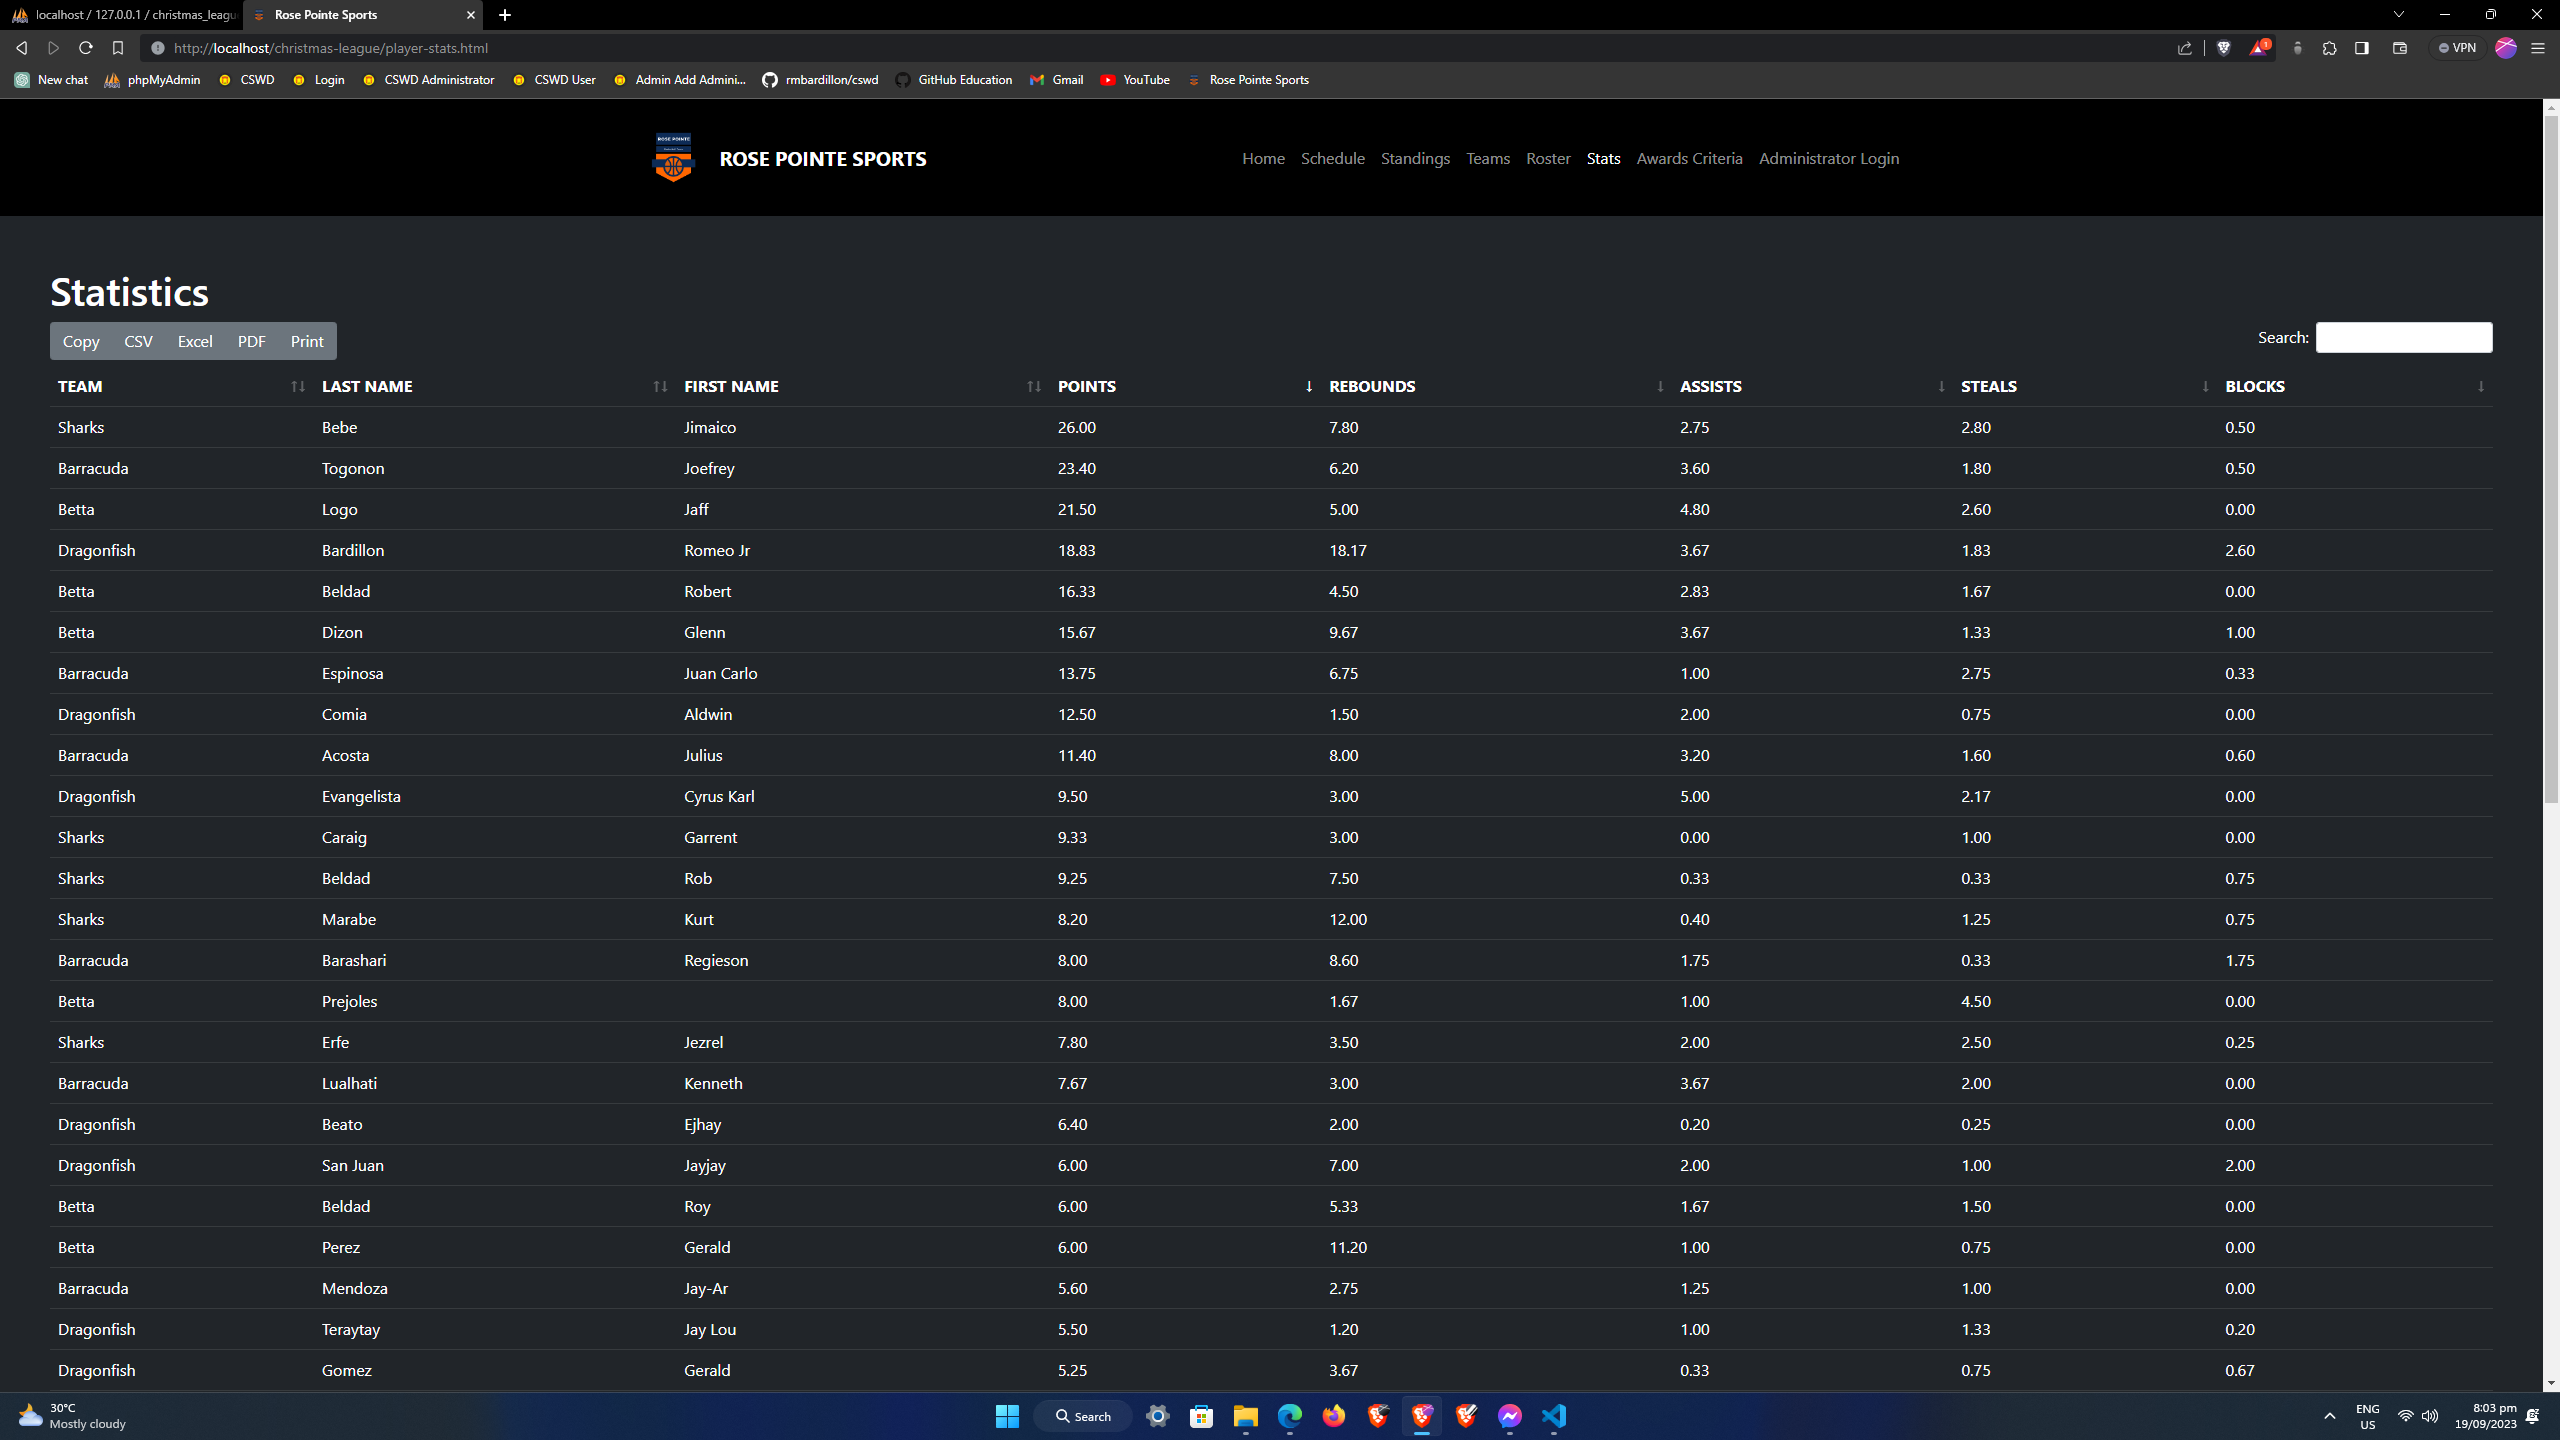 localhost / 127.0.0.1 / christmas_leagu
Rose Pointe Sports
http://localhost/christmas-league/player-stats.html
1
VPN
New chat phpMyAdmin CSWD Login CSWD Administrator CSWD User Admin Add Admini... rmbardillon/cswd GitHub Education Gmail YouTube Rose Pointe Sports
ROSE POINTE
ROSE POINTE SPORTS
Home Schedule Standings Teams Roster Stats Awards Criteria Administrator Login
Statistics
Copy CSV Excel PDF Print
Search:
TEAM LAST NAME FIRST NAME POINTS REBOUNDS ASSISTS STEALS BLOCKS
Sharks Bebe Jimaico 26.00 7.80 2.75 2.80 0.50
Barracuda Togonon Joefrey 23.40 6.20 3.60 1.80 0.50
Betta Logo Jaff 21.50 5.00 4.80 2.60 0.00
Dragonfish Bardillon Romeo Jr 18.83 18.17 3.67 1.83 2.60
Betta Beldad Robert 16.33 4.50 2.83 1.67 0.00
Betta Dizon Glenn 15.67 9.67 3.67 1.33 1.00
Barracuda Espinosa Juan Carlo 13.75 6.75 1.00 2.75 0.33
Dragonfish Comia Aldwin 12.50 1.50 2.00 0.75 0.00
Barracuda Acosta Julius 11.40 8.00 3.20 1.60 0.60
Dragonfish Evangelista Cyrus Karl 9.50 3.00 5.00 2.17 0.00
Sharks Caraig Garrent 9.33 3.00 0.00 1.00 0.00
Sharks Beldad Rob 9.25 7.50 0.33 0.33 0.75
Sharks Marabe Kurt 8.20 12.00 0.40 1.25 0.75
Barracuda Barashari Regieson 8.00 8.60 1.75 0.33 1.75
Betta Prejoles 8.00 1.67 1.00 4.50 0.00
Sharks Erfe Jezrel 7.80 3.50 2.00 2.50 0.25
Barracuda Lualhati Kenneth 7.67 3.00 3.67 2.00 0.00
Dragonfish Beato Ejhay 6.40 2.00 0.20 0.25 0.00
Dragonfish San Juan Jayjay 6.00 7.00 2.00 1.00 2.00
Betta Beldad Roy 6.00 5.33 1.67 1.50 0.00
Betta Perez Gerald 6.00 11.20 1.00 0.75 0.00
Barracuda Mendoza Jay-Ar 5.60 2.75 1.25 1.00 0.00
Dragonfish Teraytay Jay Lou 5.50 1.20 1.00 1.33 0.20
Dragonfish Gomez Gerald 5.25 3.67 0.33 0.75 0.67
30°C
Mostly cloudy
Search
ENG
US
8:03 pm
19/09/2023